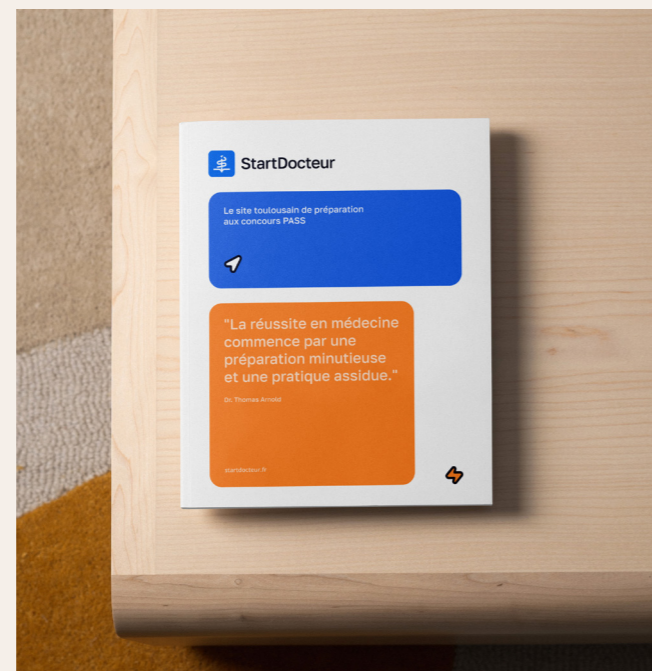 StartDocteur
Le site toulousain de préparation
aux concours PASS
"La réussite en médecine
commence par une
préparation minutieuse
et une pratique assidue."
Dr. Thomas Arnold
startdocteur.fr